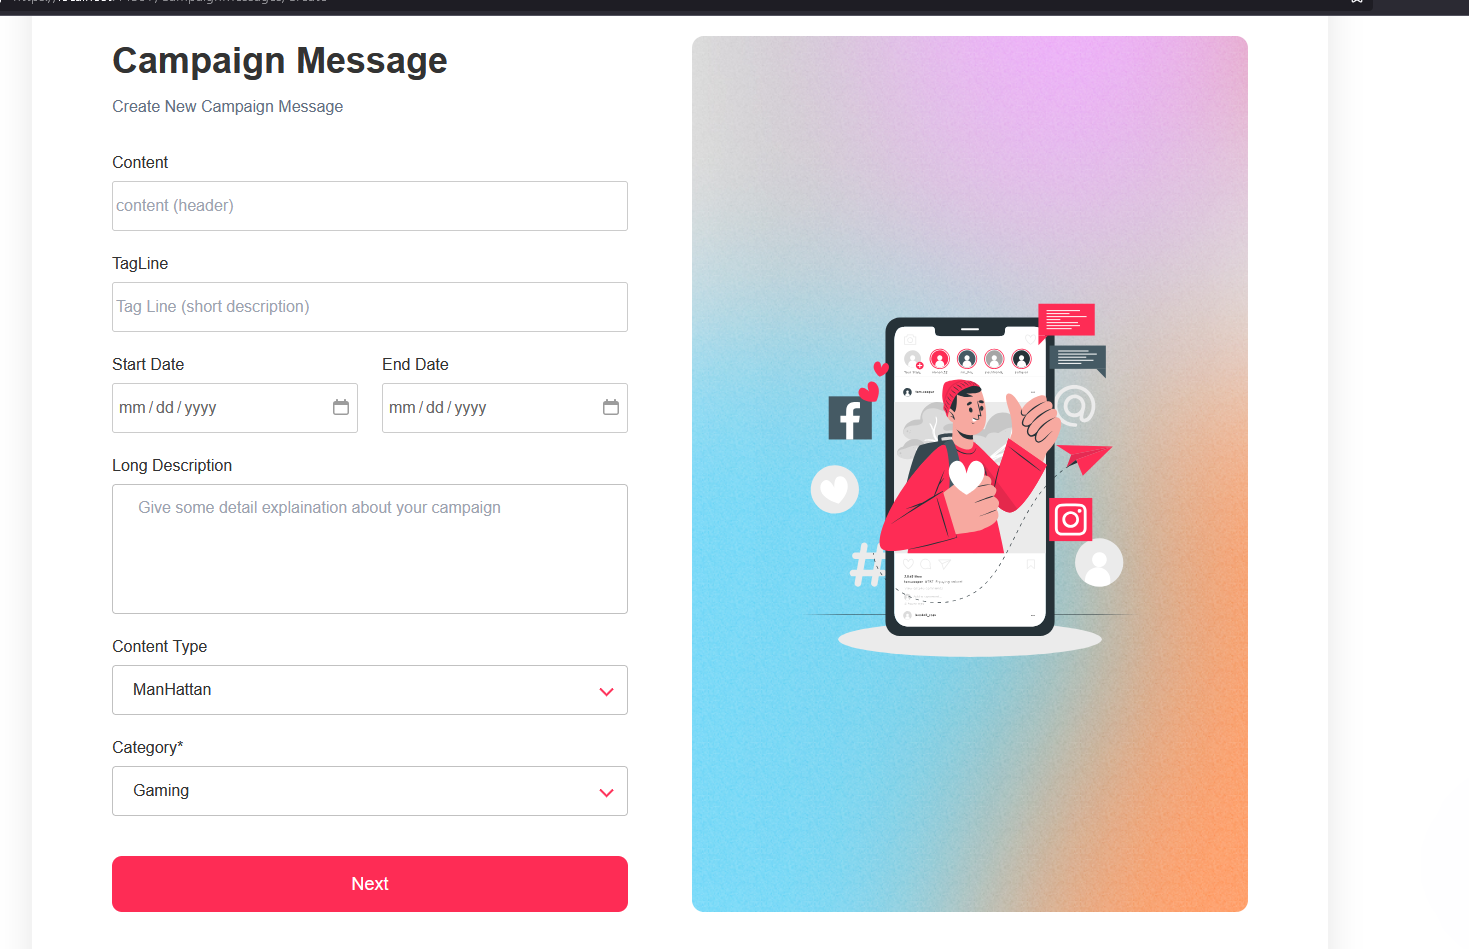 Campaign Message
Create New Campaign Message
Content
content (header)
TagLine
Tag Line (short description)
Start Date
End Date
mm/dd/yyyy
mm/dd/yyyy
Long Description
Give some detail explaination about your campaign
Content Type
ManHattan
Category*
Gaming
Next